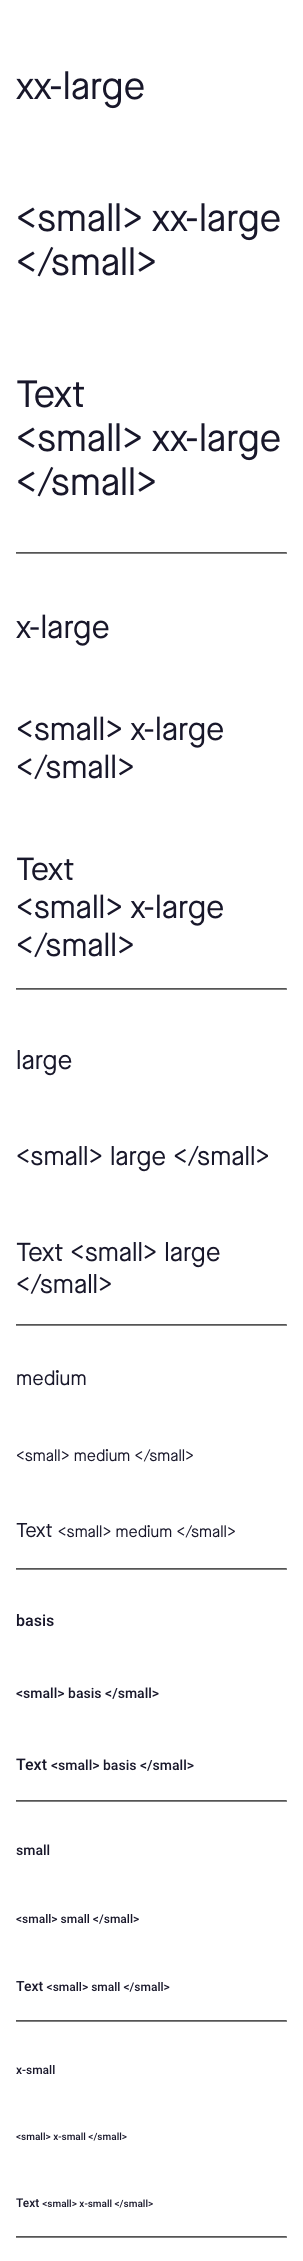 xx-large
<small> xx-large
</small>
Text
<small> xx-large
</small>
x-large
<small> x-large
</small>
Text
<small> x-large
</small>
large
<small> large </small>
Text <small> large
</small>
medium
<small> medium </small>
Text <small> medium </small>
basis
<small> basis </small>
Text <small> basis </small>
small
<small> small </small>
Text <small> small </small>
x-small
<small> x-small </small>
Text <small> x-small </small>